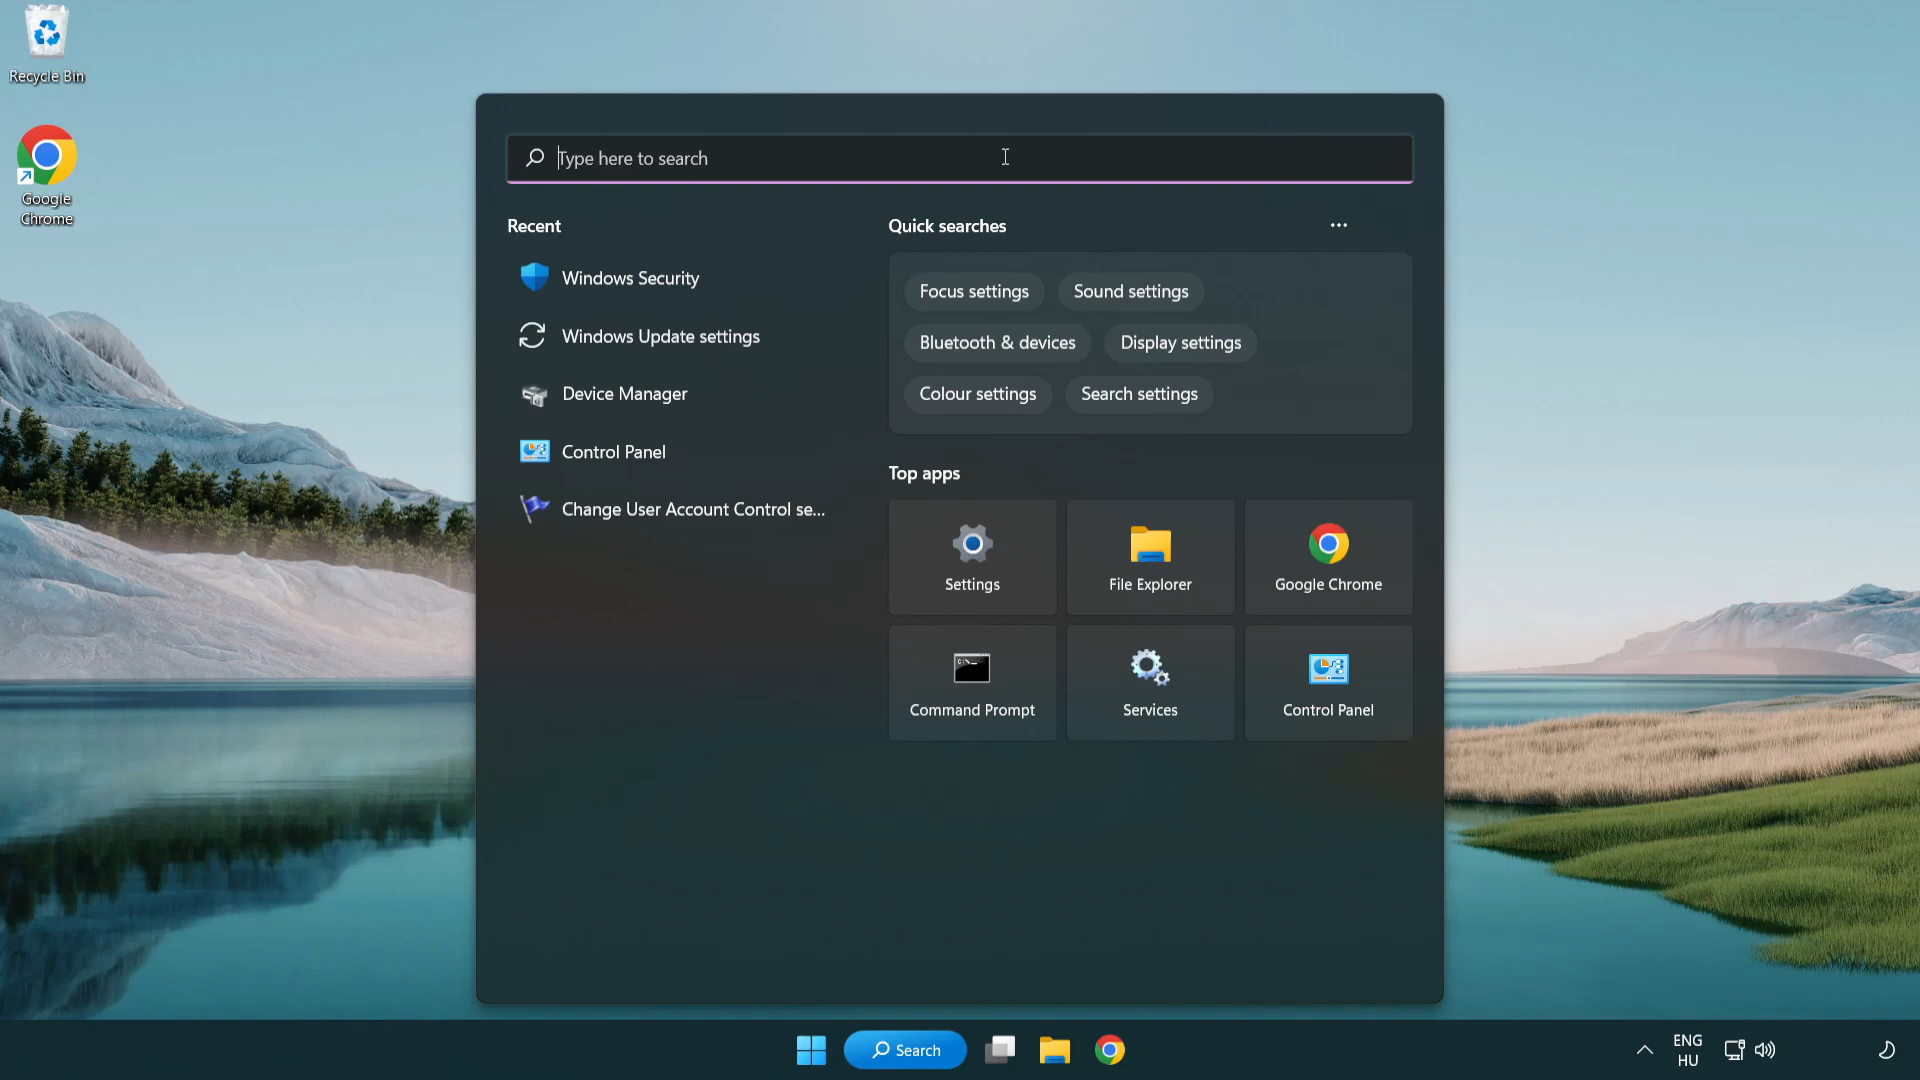 Recycle Bin
Google
Chrome
Type here to search
Recent
Windows Security
Windows Update settings
Device Manager
Control Panel
Change User Account Control se...
Quick searches
Focus settings
Sound settings
Bluetooth & devices
Display settings
Colour settings
Search settings
Top apps
Settings
File Explorer
Google Chrome
Command Prompt
Services
Control Panel
Search
ENG
HU